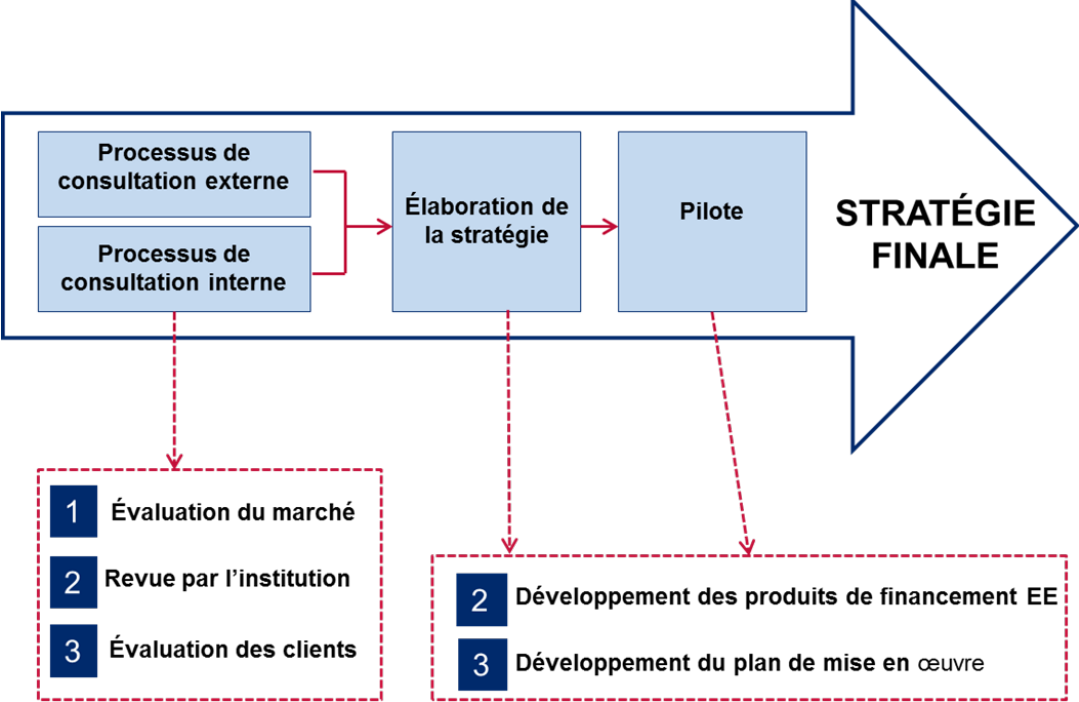 Processus de
consultation externe
Processus de
consultation interne
Élaboration de
la stratégie
Pilote
STRATÉGIE
FINALE
1 Évaluation du marché
2 Revue par l’institution
3 Évaluation des clients
2 Développement des produits de financement EE
3 Développement du plan de mise en œuvre